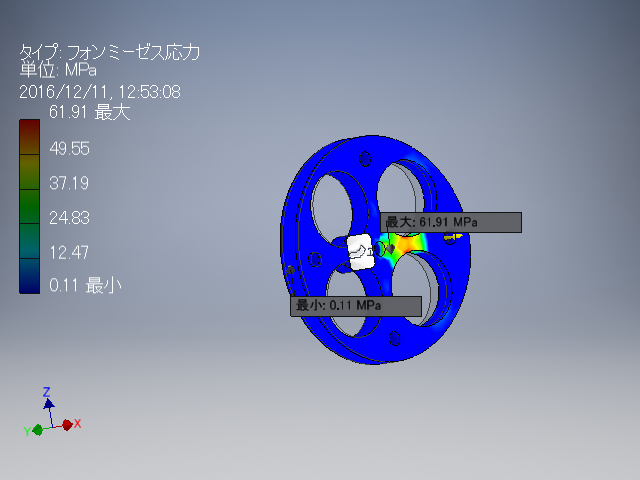 タイプ: フォンミーゼス応力
単位: MPa
2016/12/11, 12:53:08
61.91 最大
49.55
37.19
24.83
12.47
0.11 最小
最大: 61.91 MPa
最小: 0.11 MPa
Z
Y
X